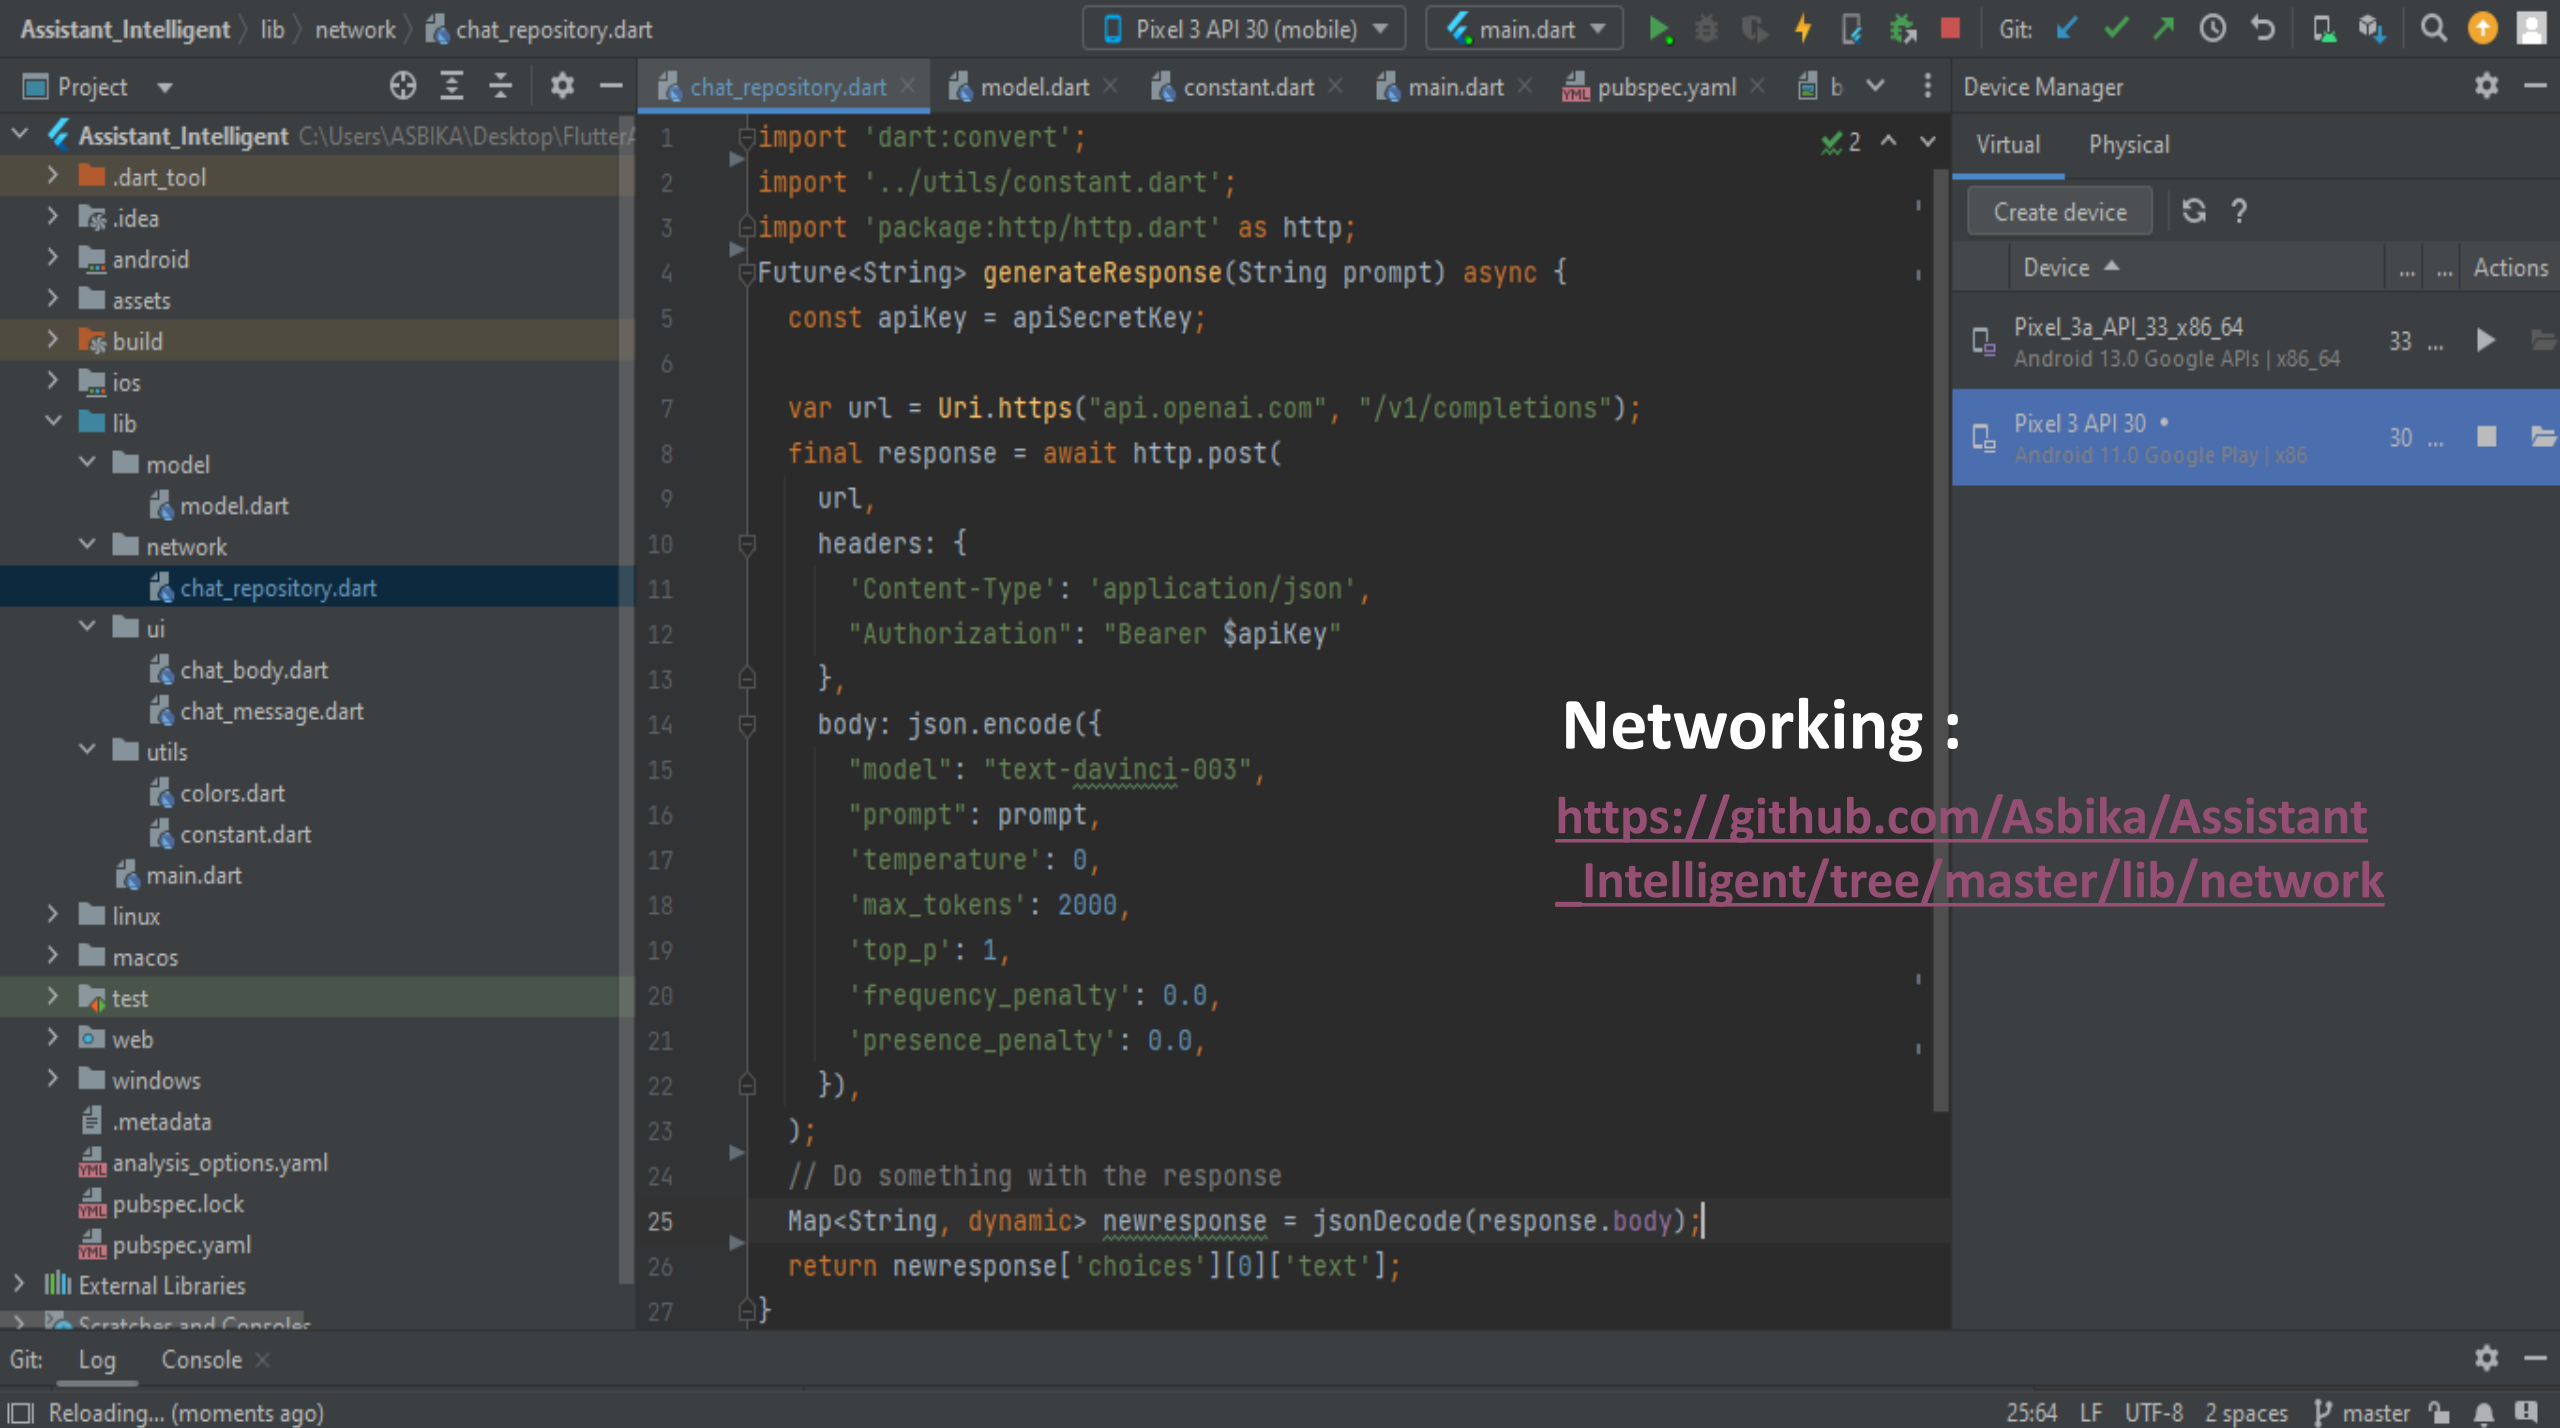 Assistant_Intelligent lib network chat_repository.dart
Pixel 3 API 30 (mobile) main.dart Git:
Project
chat_repository.dart model.dart constant.dart main.dart pubspec.yaml b
Device Manager
Assistant_Intelligent C:\Users\ASBIKA\Desktop\Flutter
.dart_tool
.idea
android
assets
build
ios
lib
model
model.dart
network
chat_repository.dart
ui
chat_body.dart
chat_message.dart
utils
colors.dart
constant.dart
main.dart
linux
macos
test
web
windows
.metadata
analysis_options.yaml
pubspec.lock
pubspec.yaml
External Libraries
Scratches and Consoles
1 import 'dart:convert';
2 import '../utils/constant.dart';
3 import 'package:http/http.dart' as http;
4 Future<String> generateResponse(String prompt) async {
5 const apiKey = apiSecretKey;
6
7 var url = Uri.https("api.openai.com", "/v1/completions");
8 final response = await http.post(
9 url,
10 headers: {
11 'Content-Type': 'application/json',
12 "Authorization": "Bearer $apiKey"
13 },
14 body: json.encode({
15 "model": "text-davinci-003",
16 "prompt": prompt,
17 'temperature': 0,
18 'max_tokens': 2000,
19 'top_p': 1,
20 'frequency_penalty': 0.0,
21 'presence_penalty': 0.0,
22 }),
23 );
24 // Do something with the response
25 Map<String, dynamic> newresponse = jsonDecode(response.body);
26 return newresponse['choices'][0]['text'];
27 }
2
Virtual Physical
Create device ?
Device ... ... Actions
Pixel_3a_API_33_x86_64
Android 13.0 Google APIs | x86_64
33 ...
Pixel 3 API 30 •
Android 11.0 Google Play | x86
30 ...
Networking :
https://github.com/Asbika/Assistant
_Intelligent/tree/master/lib/network
Git: Log Console
Reloading... (moments ago)
25:64 LF UTF-8 2 spaces master